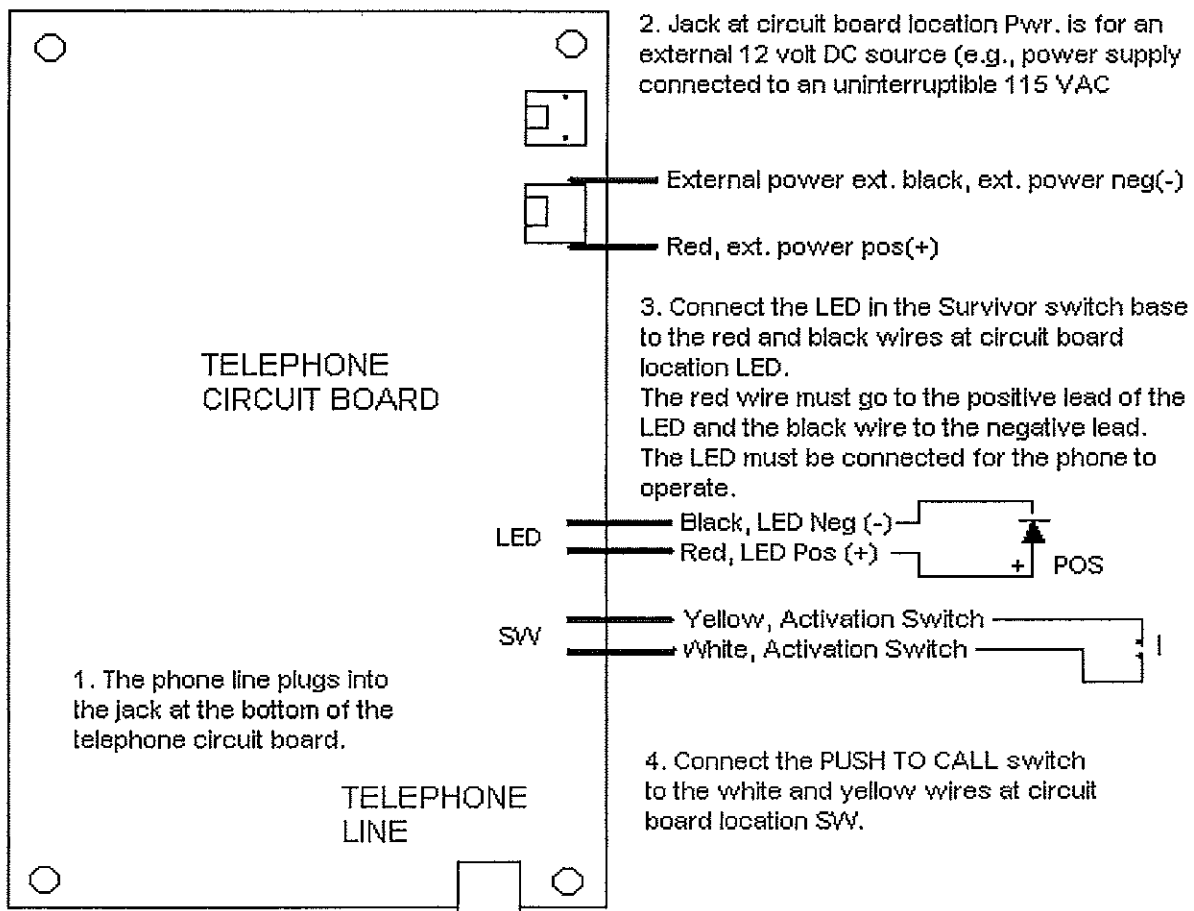 2. Jack at circuit board location Pwr. is for an
external 12 volt DC source (e.g., power supply
connected to an uninterruptible 115 VAC
External power ext. black, ext. power neg(-)
Red, ext. power pos(+)
3. Connect the LED in the Survivor switch base
to the red and black wires at circuit board
location LED.
The red wire must go to the positive lead of the
LED and the black wire to the negative lead.
The LED must be connected for the phone to
operate.
TELEPHONE
CIRCUIT BOARD
LED
Black, LED Neg (-)
Red, LED Pos (+)
+ POS
SW
Yellow, Activation Switch
White, Activation Switch
1. The phone line plugs into
the jack at the bottom of the
telephone circuit board.
4. Connect the PUSH TO CALL switch
to the white and yellow wires at circuit
board location SW.
TELEPHONE
LINE